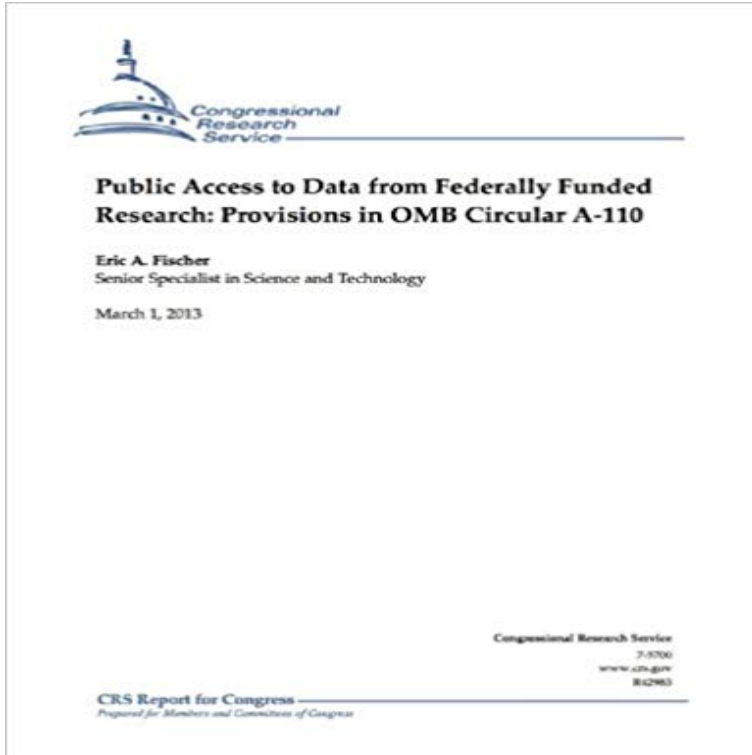 Congressional
Research
Service
Public Access to Data from Federally Funded
Research: Provisions in OMB Circular A-110
Eric A. Fischer
Senior Specialist in Science and Technology
March 1, 2013
Congressional Research Service
7-5700
www.crs.gov
R42983
CRS Report for Congress
Prepared for Members and Committees of Congress